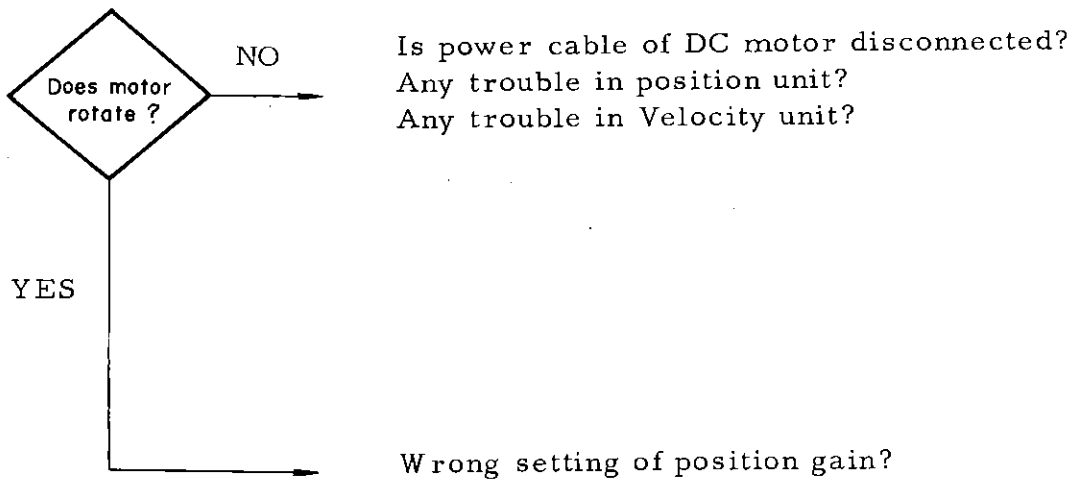 Does motor
rotate ?
NO
Is power cable of DC motor disconnected?
Any trouble in position unit?
Any trouble in Velocity unit?
YES
Wrong setting of position gain?